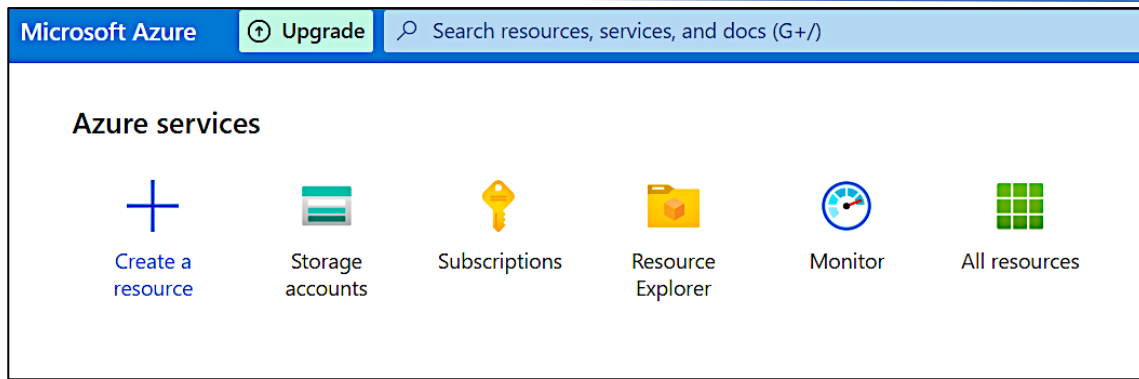 Microsoft Azure
Upgrade
Search resources, services, and docs (G+/)
Azure services
Create a
resource
Storage
accounts
Subscriptions
Resource
Explorer
Monitor
All resources